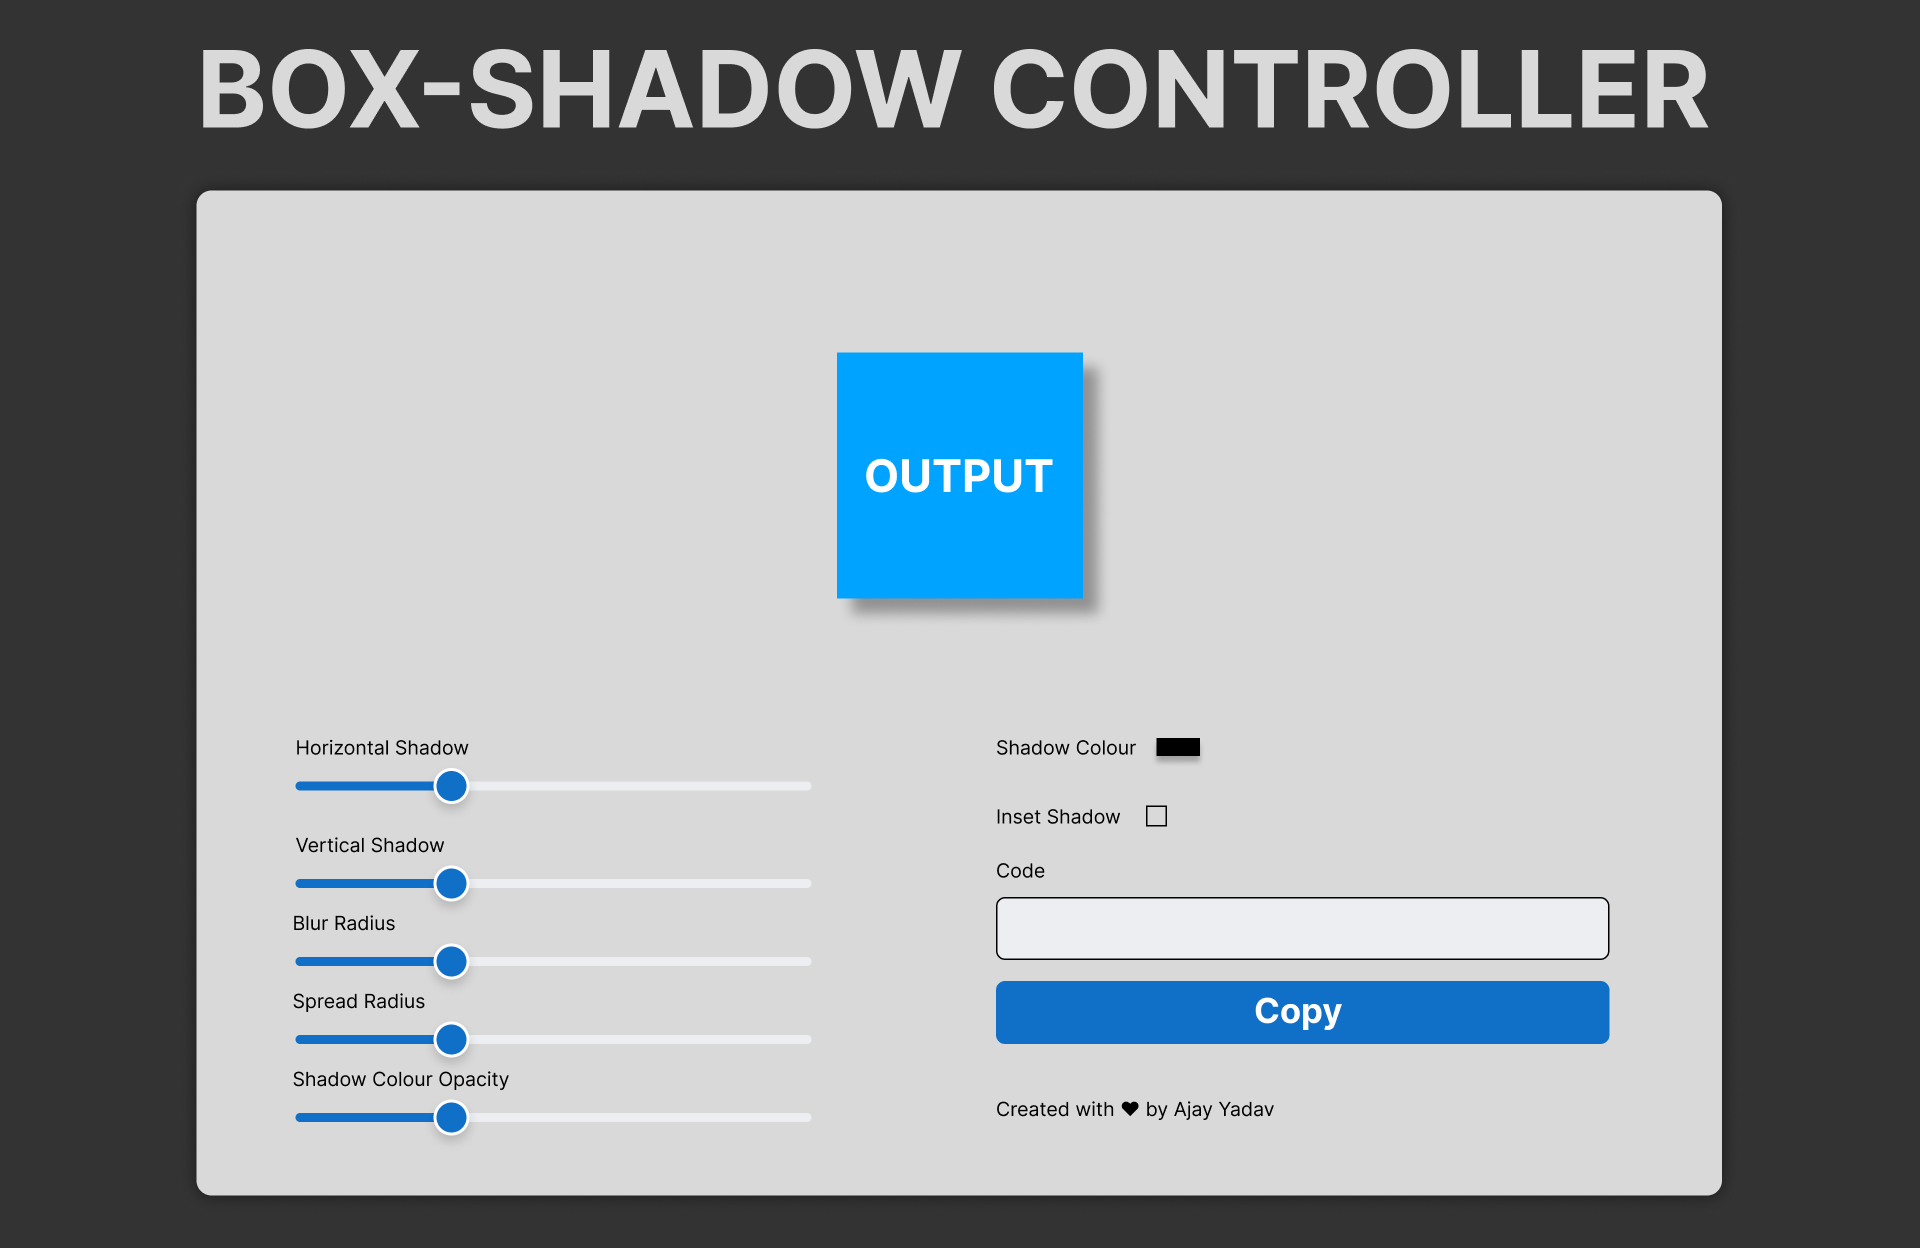 BOX-SHADOW CONTROLLER
OUTPUT
Horizontal Shadow
Vertical Shadow
Blur Radius
Spread Radius
Shadow Colour Opacity
Shadow Colour
Inset Shadow
Code
Copy
Created with ♥ by Ajay Yadav